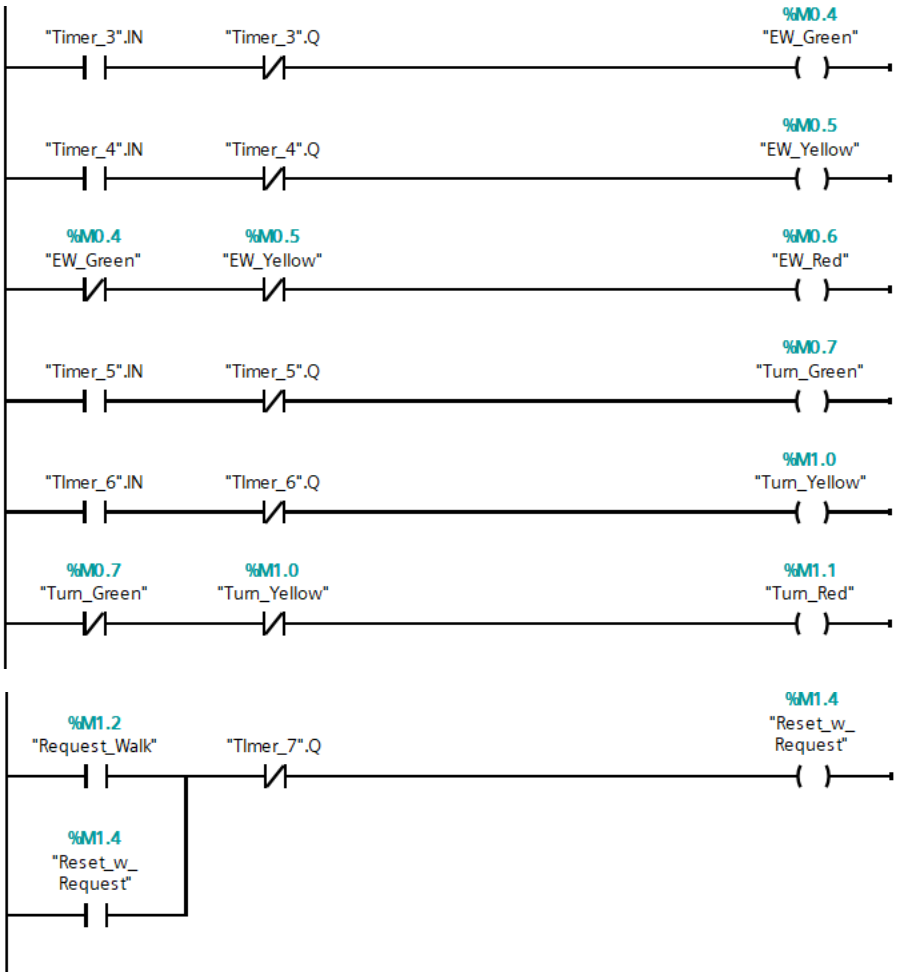 %M0.4
"Timer_3".IN "Timer_3".Q "EW_Green"
%M0.5
"Timer_4".IN "Timer_4".Q "EW_Yellow"
%M0.4 %M0.5 %M0.6
"EW_Green" "EW_Yellow" "EW_Red"
%M0.7
"Timer_5".IN "Timer_5".Q "Turn_Green"
%M1.0
"TImer_6".IN "TImer_6".Q "Turn_Yellow"
%M0.7 %M1.0 %M1.1
"Turn_Green" "Turn_Yellow" "Turn_Red"
%M1.4
%M1.2 "Reset_w_
"Request_Walk" "TImer_7".Q Request"
%M1.4
"Reset_w_
Request"